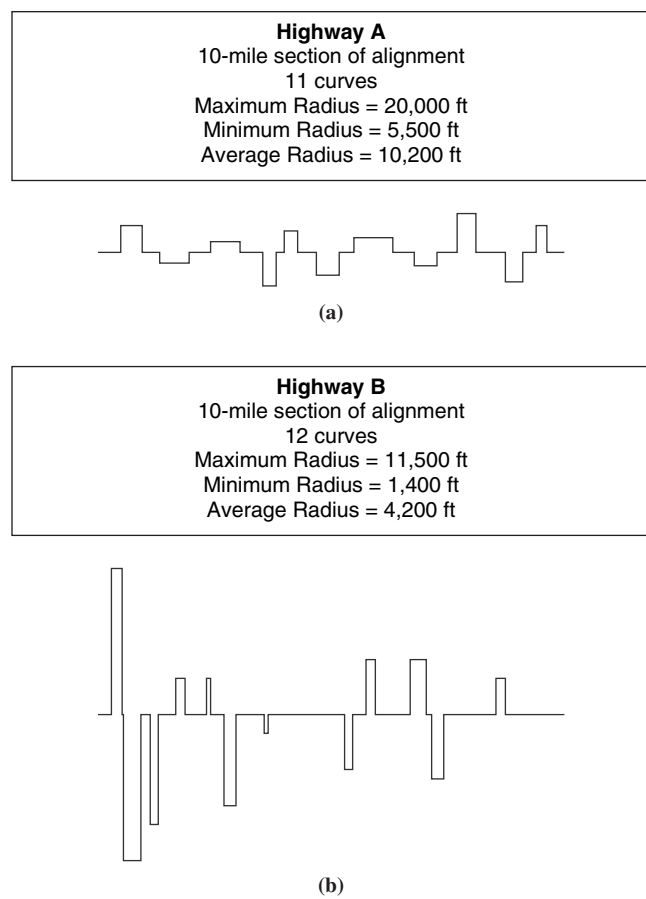 Highway A
10-mile section of alignment
11 curves
Maximum Radius = 20,000 ft
Minimum Radius = 5,500 ft
Average Radius = 10,200 ft
(a)
Highway B
10-mile section of alignment
12 curves
Maximum Radius = 11,500 ft
Minimum Radius = 1,400 ft
Average Radius = 4,200 ft
(b)